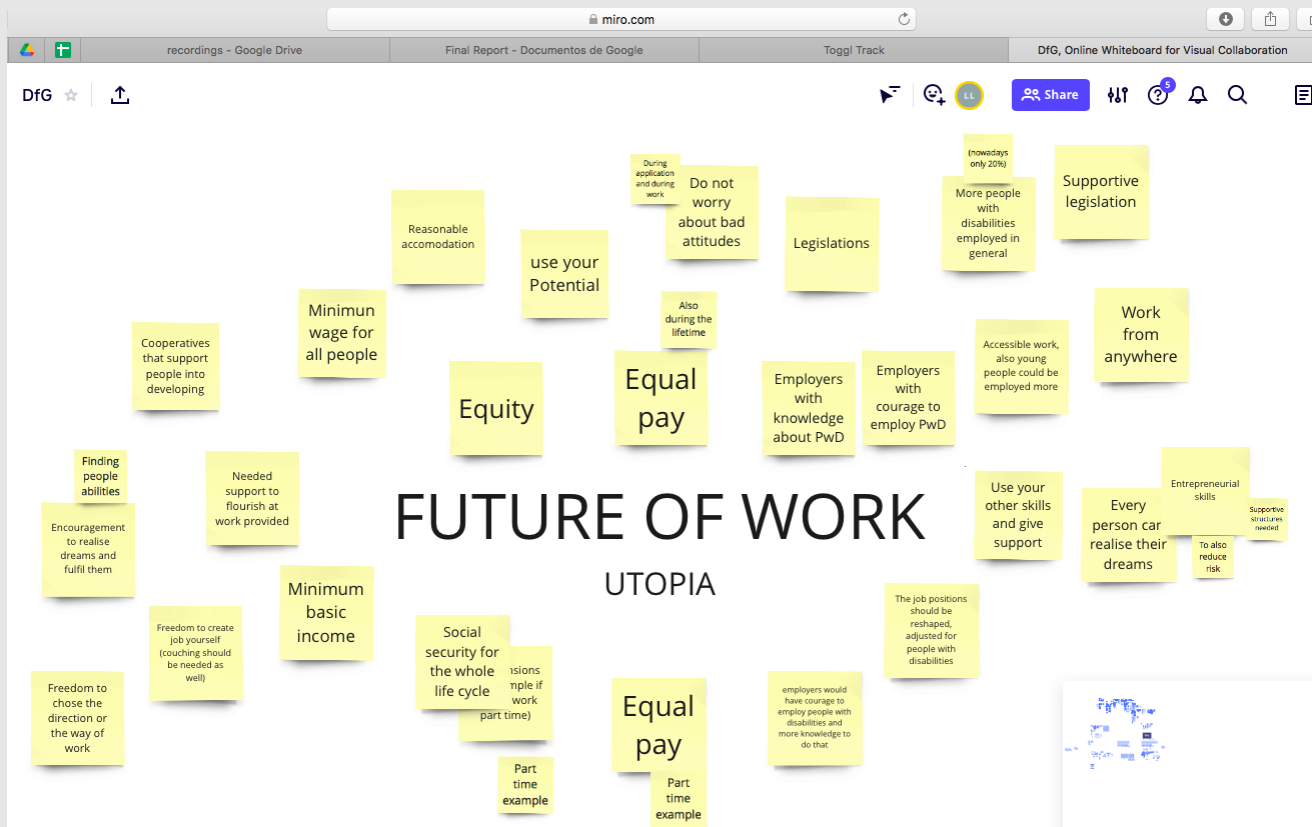 miro.com
recordings - Google Drive
Final Report - Documentos de Google
Toggl Track
DfG, Online Whiteboard for Visual Collaboration
DfG
LL
Share
5
During
application
and during
work
Do not
worry
about bad
attitudes
(nowadays
only 20%)
More people
with
disabilities
employed in
general
Supportive
legislation
Reasonable
accomodation
use your
Potential
Legislations
Minimun
wage for
all people
Also
during the
lifetime
Work
from
anywhere
Cooperatives
that support
people into
developing
Equity
Equal
pay
Employers
with
knowledge
about PwD
Employers
with
courage to
employ PwD
Accessible work,
also young
people could be
employed more
Finding
people
abilities
Encouragement
to realise
dreams and
fulfil them
Needed
support to
flourish at
work provided
FUTURE OF WORK
UTOPIA
Use your
other skills
and give
support
Every
person can
realise their
dreams
Entrepreneurial
skills
Supportive
structures
needed
To also
reduce
risk
Minimum
basic
income
Freedom to create
job yourself
(couching should
be needed as
well)
Social
security for
the whole
life cycle
work
part time)
The job positions
should be
reshaped,
adjusted for
people with
disabilities
Freedom to
chose the
direction or
the way of
work
Equal
pay
employers would
have courage to
employ people with
disabilities and
more knowledge to
do that
Part
time
example
Part
time
example